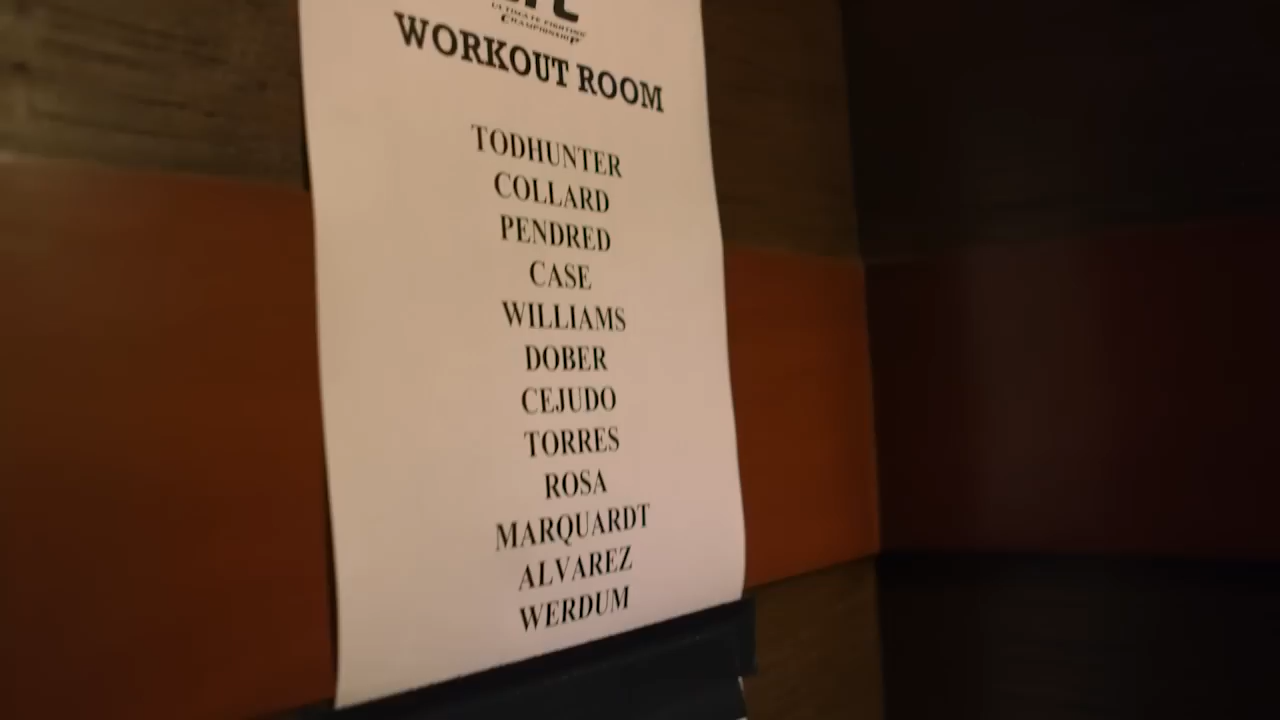 ULTIMATE FIGHTING
CHAMPIONSHIP
WORKOUT ROOM
TODHUNTER
COLLARD
PENDRED
CASE
WILLIAMS
DOBER
CEJUDO
TORRES
ROSA
MARQUARDT
ALVAREZ
WERDUM